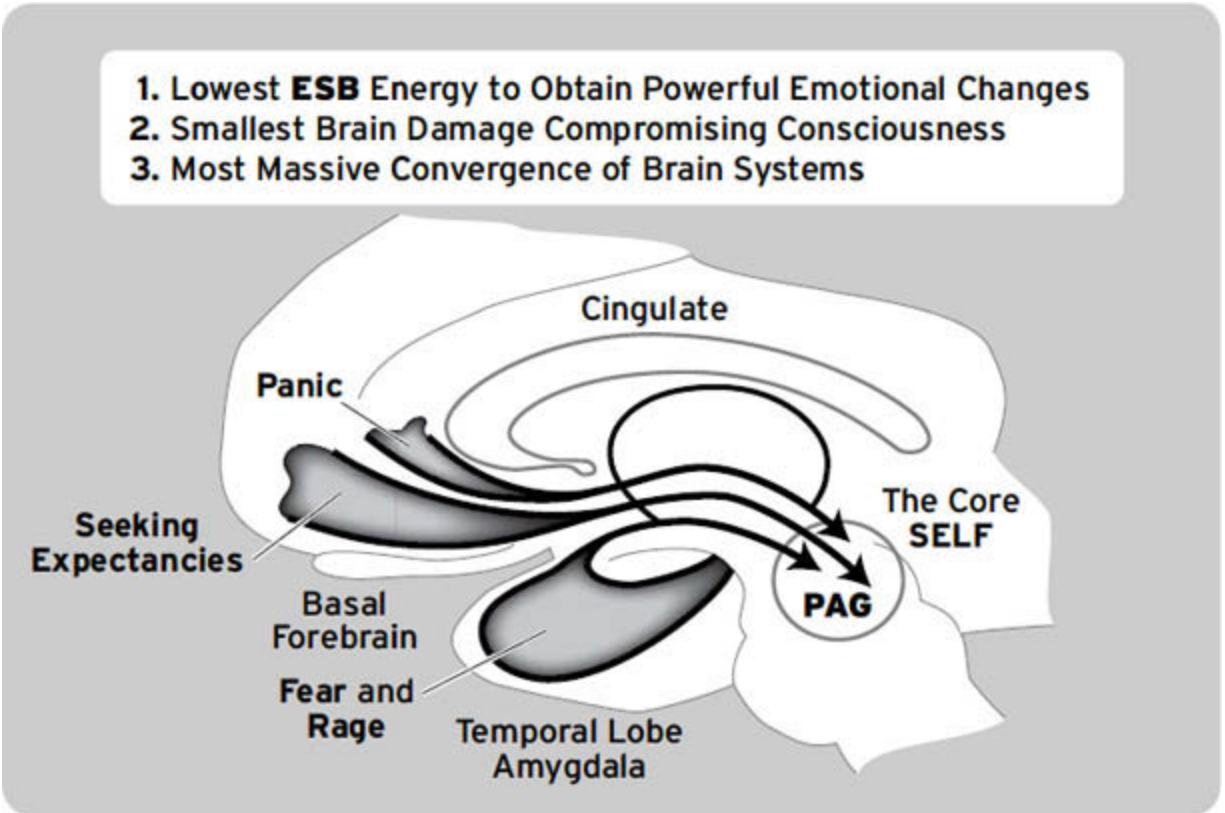 1. Lowest ESB Energy to Obtain Powerful Emotional Changes
2. Smallest Brain Damage Compromising Consciousness
3. Most Massive Convergence of Brain Systems
Cingulate
Panic
The Core
SELF
Seeking
Expectancies
PAG
Basal
Forebrain
Fear and
Rage
Temporal Lobe
Amygdala